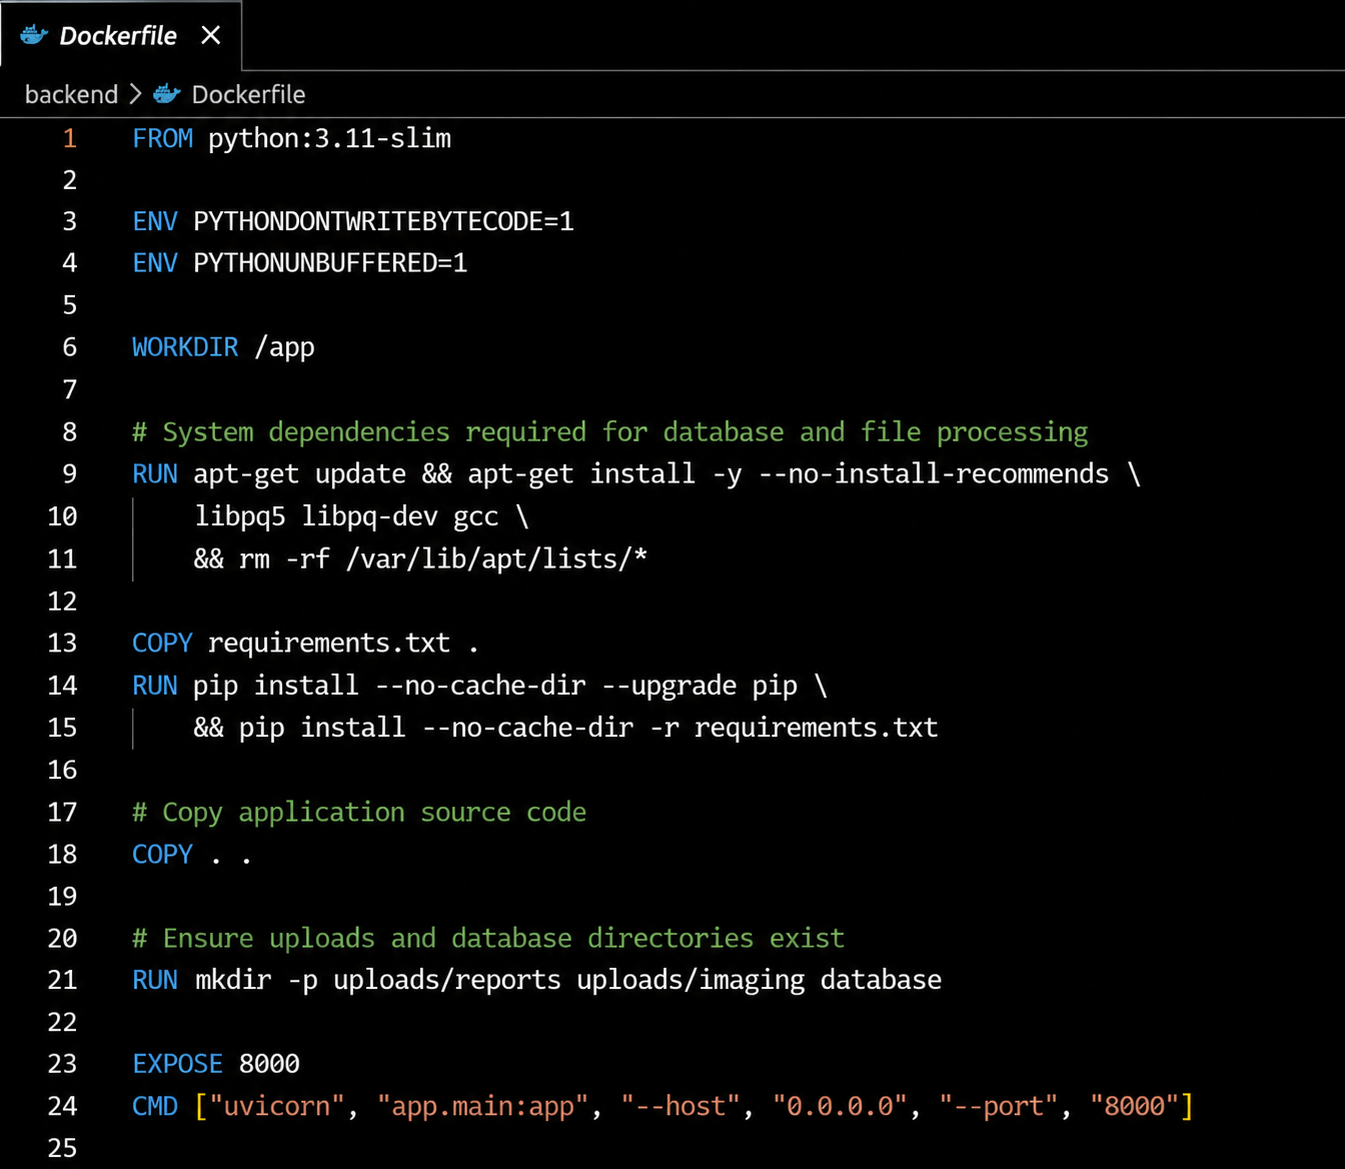 Dockerfile ×
backend > Dockerfile
1 FROM python:3.11-slim
2
3 ENV PYTHONDONTWRITEBYTECODE=1
4 ENV PYTHONUNBUFFERED=1
5
6 WORKDIR /app
7
8 # System dependencies required for database and file processing
9 RUN apt-get update && apt-get install -y --no-install-recommends \
10     libpq5 libpq-dev gcc \
11     && rm -rf /var/lib/apt/lists/*
12
13 COPY requirements.txt .
14 RUN pip install --no-cache-dir --upgrade pip \
15     && pip install --no-cache-dir -r requirements.txt
16
17 # Copy application source code
18 COPY . .
19
20 # Ensure uploads and database directories exist
21 RUN mkdir -p uploads/reports uploads/imaging database
22
23 EXPOSE 8000
24 CMD ["uvicorn", "app.main:app", "--host", "0.0.0.0", "--port", "8000"]
25